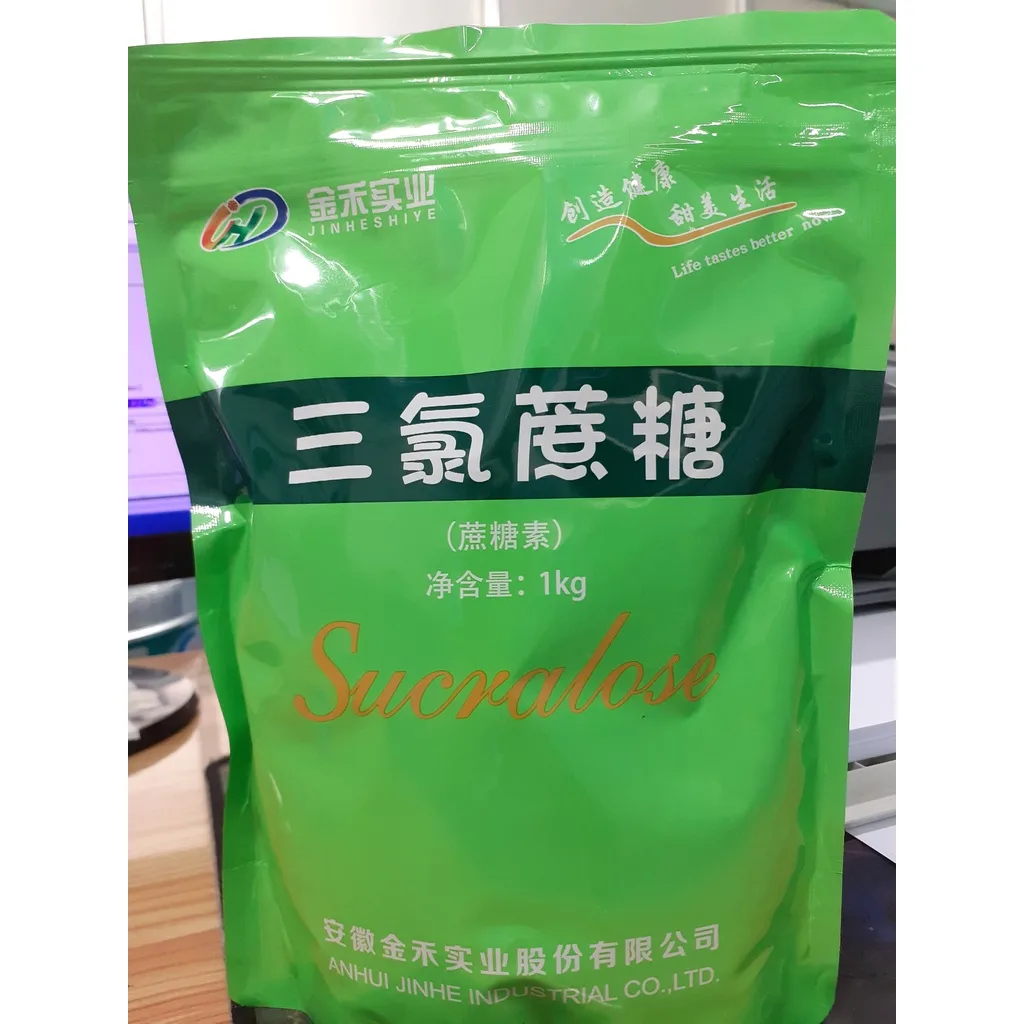 金禾实业
JINHESHIYE
创造健康
甜美生活
Life tastes better now
三氯蔗糖
(蔗糖素)
净含量：1kg
Sucralose
安徽金禾实业股份有限公司
ANHUI JINHE INDUSTRIAL CO.,LTD.